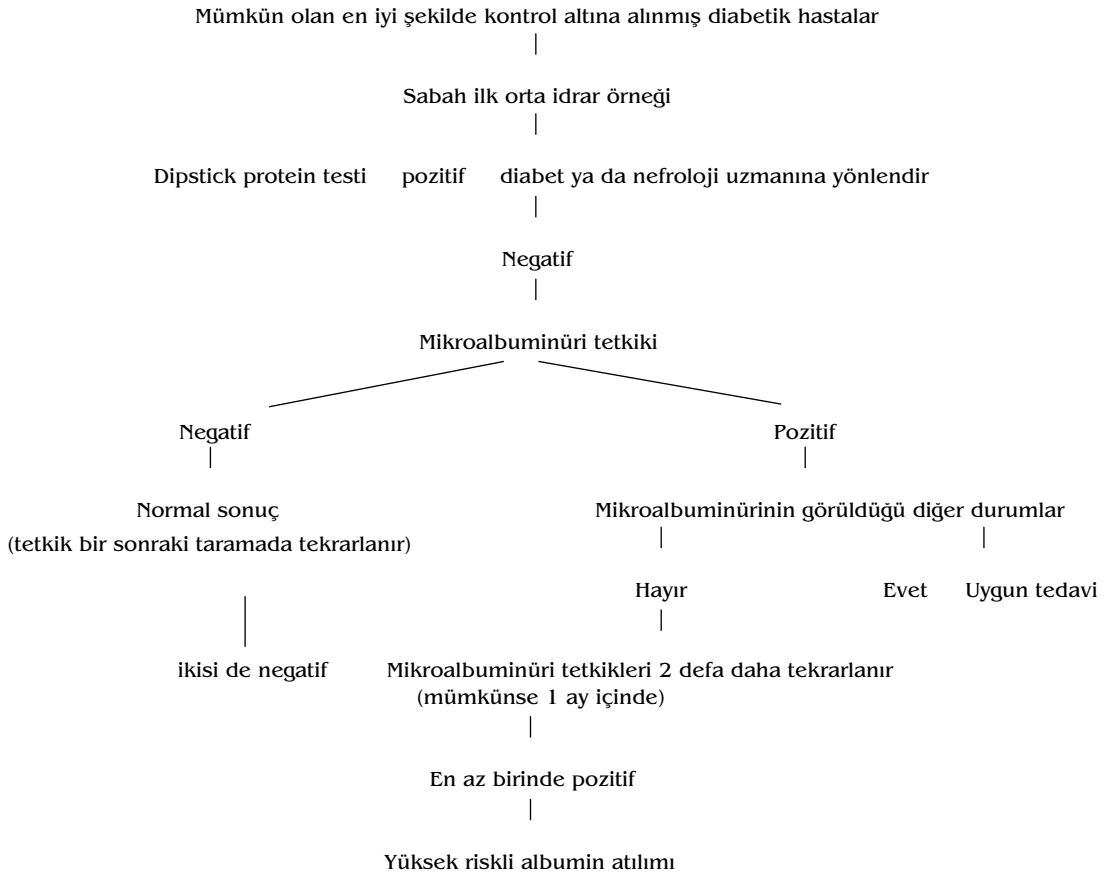 Mümkün olan en iyi şekilde kontrol altına alınmış diabetik hastalar
Sabah ilk orta idrar örneği
Dipstick protein testi pozitif diabet ya da nefroloji uzmanına yönlendir
Negatif
Mikroalbuminüri tetkiki
Negatif Pozitif
Normal sonuç Mikroalbuminürinin görüldüğü diğer durumlar
(tetkik bir sonraki taramada tekrarlanır)
Hayır Evet Uygun tedavi
ikisi de negatif Mikroalbuminüri tetkikleri 2 defa daha tekrarlanır
(mümkünse 1 ay içinde)
En az birinde pozitif
Yüksek riskli albumin atılımı